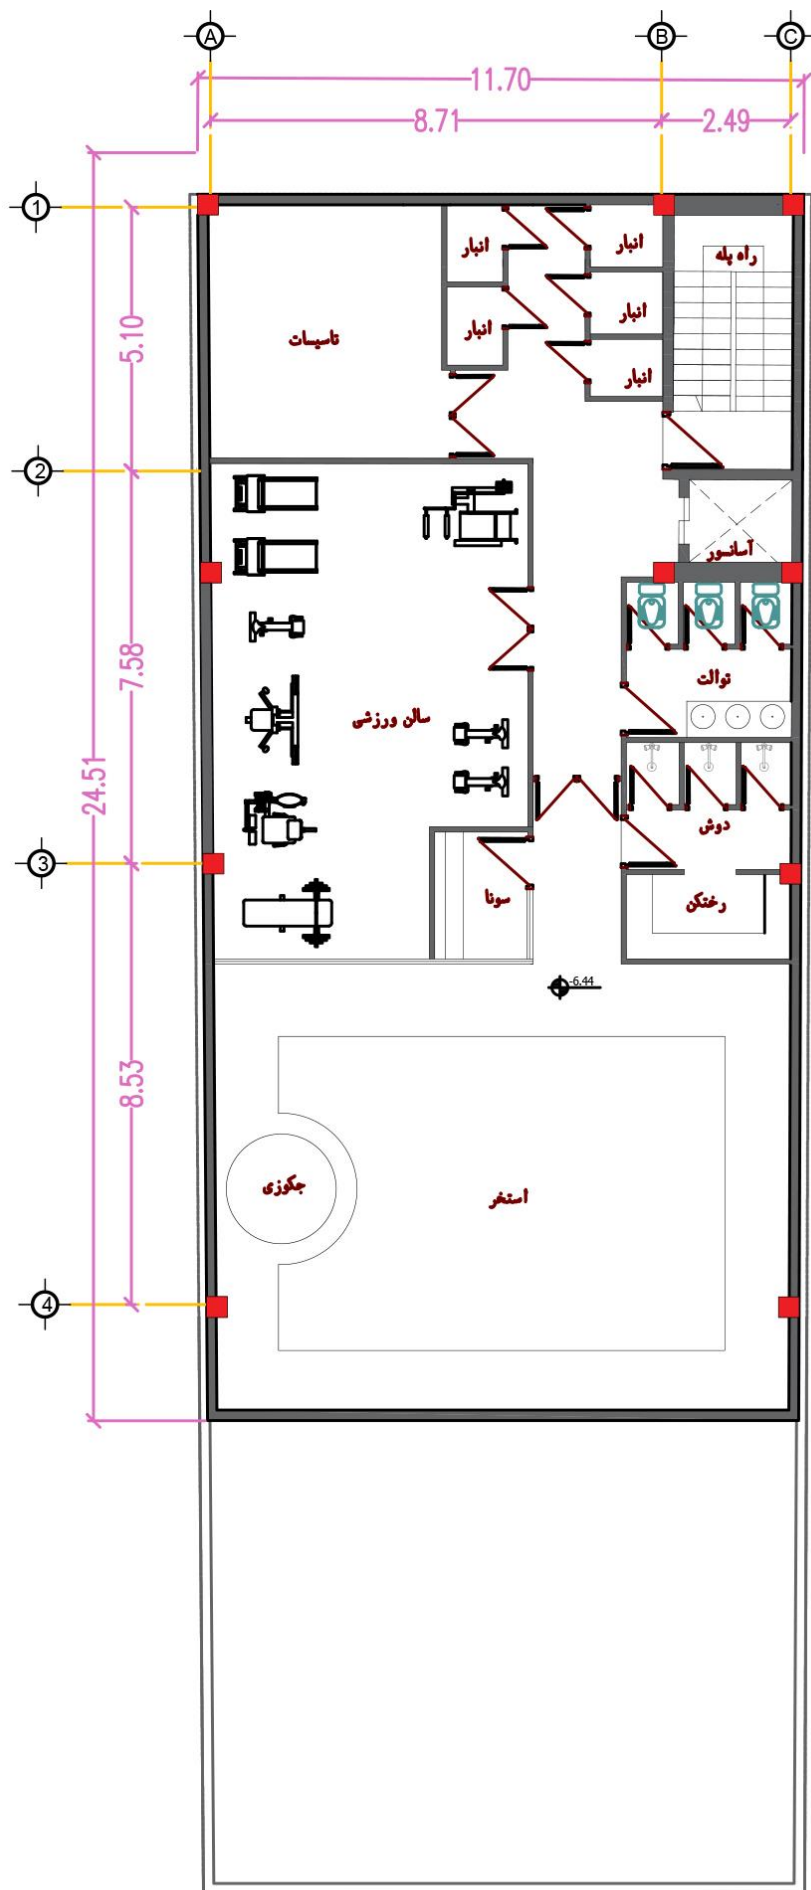 A B C
11.70
8.71 2.49
1
انبار
انبار
راه پله
5.10
انبار
انبار
تاسیسات
انبار
2
آسانسور
7.58
توالت
سالن ورزشی
24.51
دوش
3
سونا
رختکن
-6.44
8.53
جکوزی
استخر
4